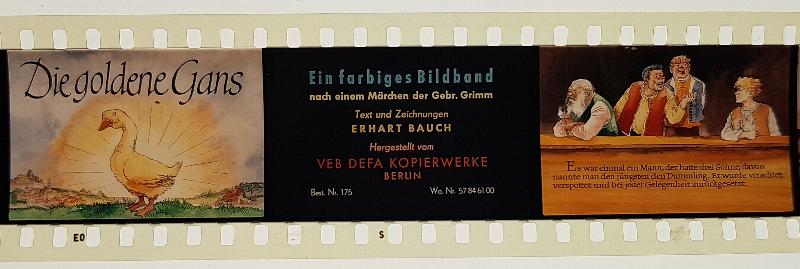 Die goldene Gans
Ein farbiges Bildband
nach einem Märchen der Gebr. Grimm
Text und Zeichnungen
ERHART BAUCH
Hergestellt vom
VEB DEFA KOPIERWERKE
BERLIN
Best. Nr. 175 Wa. Nr. 57 84 61 00
Es war einmal ein Mann, der hatte drei Söhne, davon
nannte man den jüngsten den Dummling. Er wurde verachtet,
verspottet und bei jeder Gelegenheit zurückgesetzt.
EO S